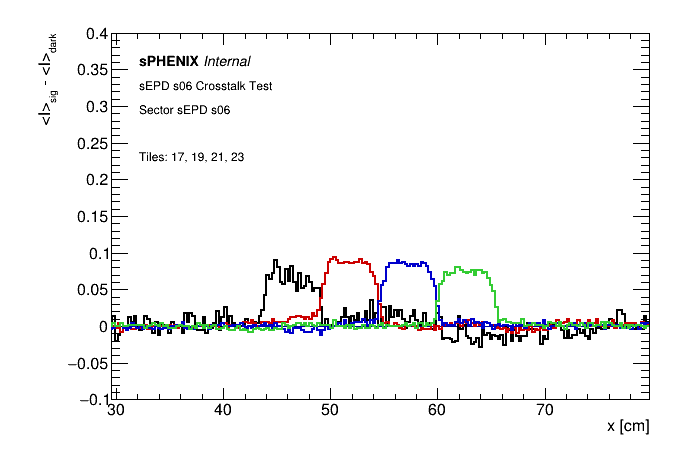 <I>sig - <I>dark
0.4
sPHENIX Internal
0.35
sEPD s06 Crosstalk Test
0.3
Sector sEPD s06
0.25
Tiles: 17, 19, 21, 23
0.2
0.15
0.1
0.05
0
−0.05
−0.1
30 40 50 60 70
x [cm]